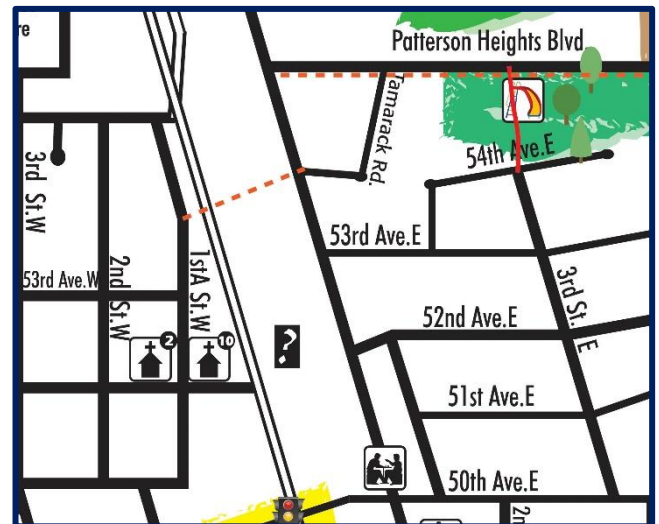 re
Patterson Heights Blvd.
Tamarack Rd.
54th Ave.E
3rd St.W
53rd Ave.E
2nd St.W
1stA St.W
53rd Ave.W
3rd St. E
?
52nd Ave.E
2
10
51st Ave.E
50th Ave.E
2n